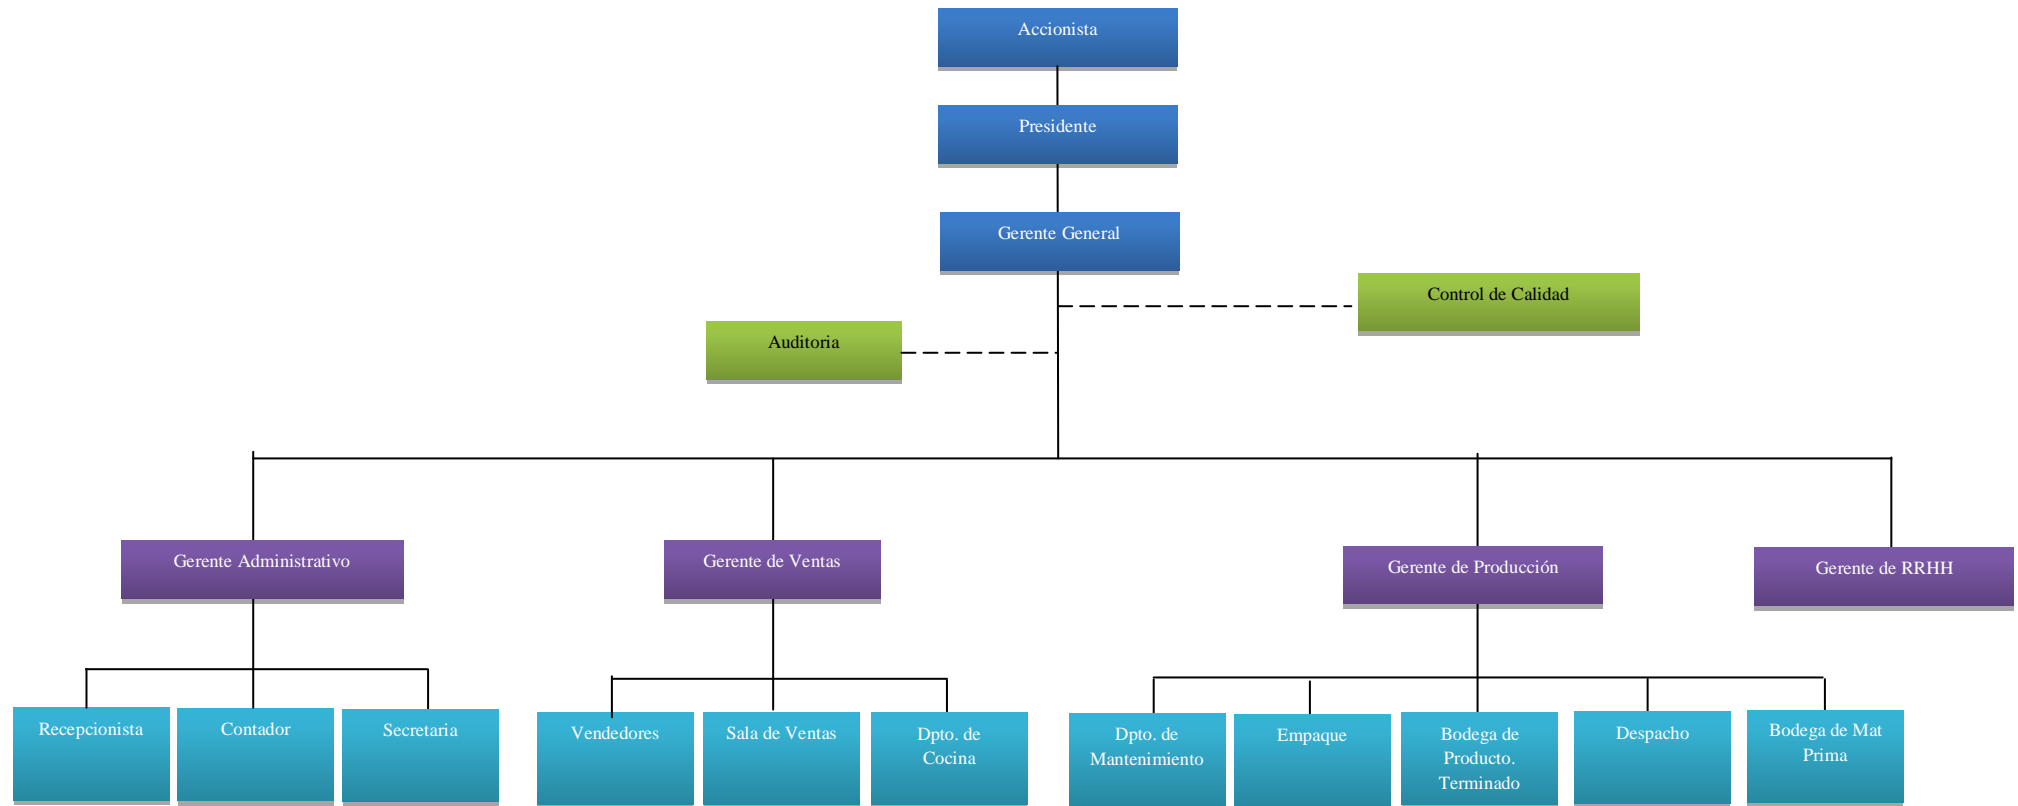 Accionista
Presidente
Gerente General
Control de Calidad
Auditoria
Gerente Administrativo
Gerente de Ventas
Gerente de Producción
Gerente de RRHH
Recepcionista
Contador
Secretaria
Vendedores
Sala de Ventas
Dpto. de
Cocina
Dpto. de
Mantenimiento
Empaque
Bodega de
Producto.
Terminado
Despacho
Bodega de Mat
Prima